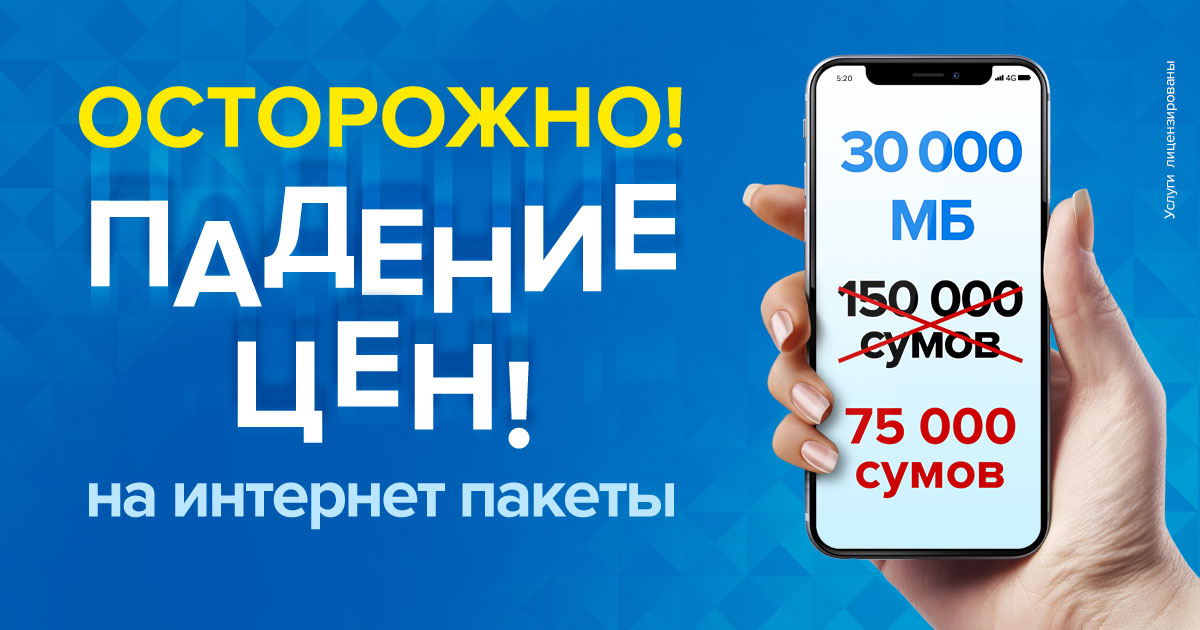 ОСТОРОЖНО!
ПАДЕНИЕ
ЦЕН!
на интернет пакеты
5:20
4G
30 000
МБ
150 000
сумов
75 000
сумов
Услуги лицензированы